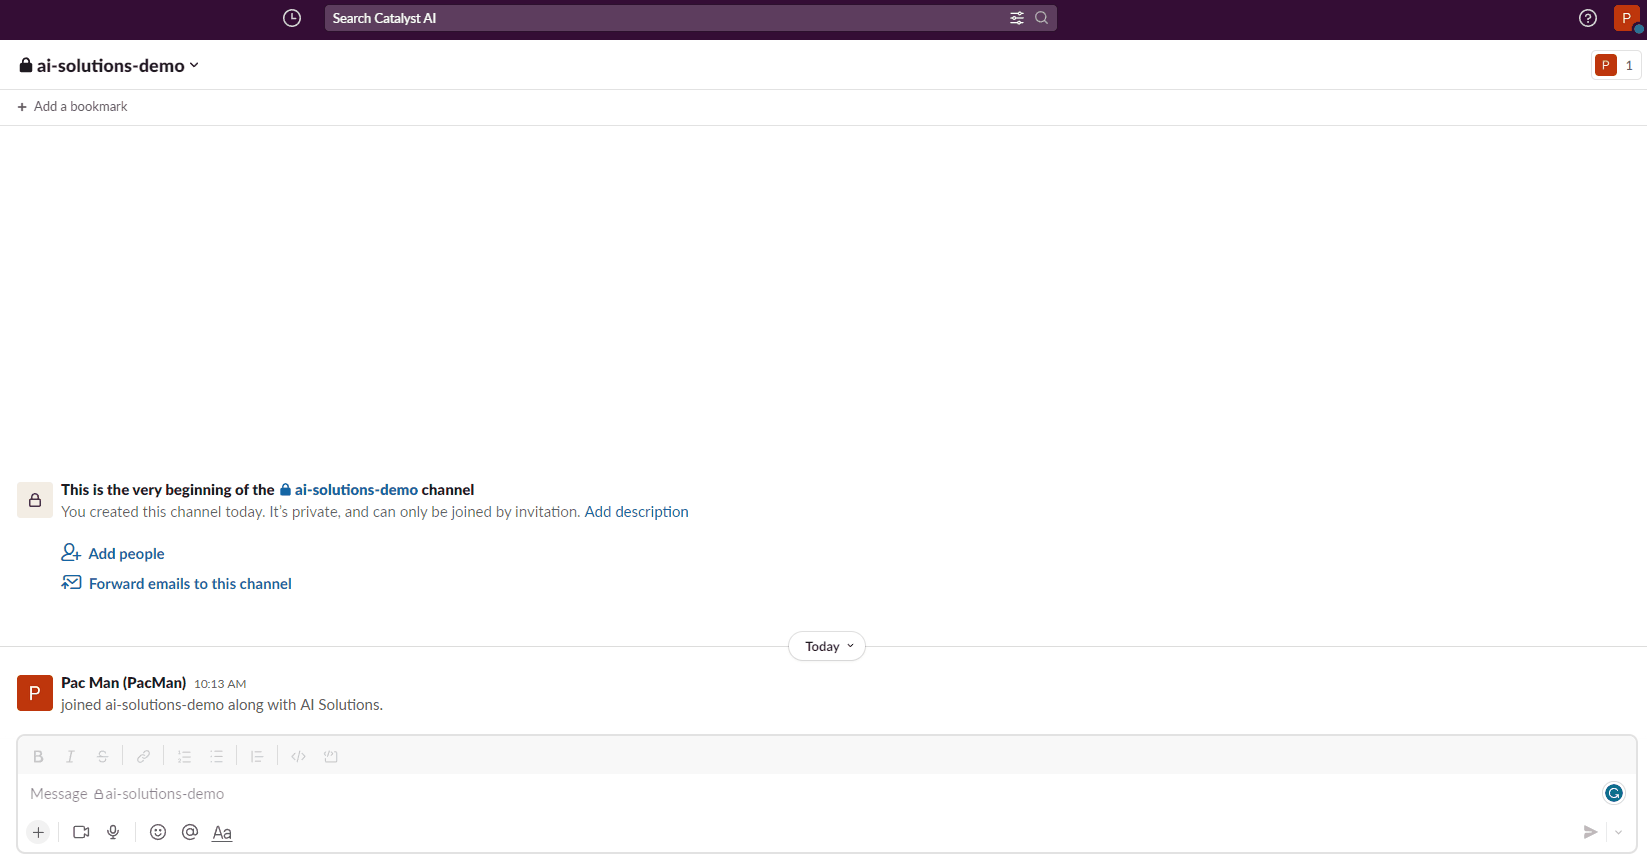 Search Catalyst AI
P
ai-solutions-demo
P 1
+ Add a bookmark
This is the very beginning of the ai-solutions-demo channel
You created this channel today. It’s private, and can only be joined by invitation. Add description
Add people
Forward emails to this channel
Today
P
Pac Man (PacMan) 10:13 AM
joined ai-solutions-demo along with AI Solutions.
B I S
Message ai-solutions-demo
Aa